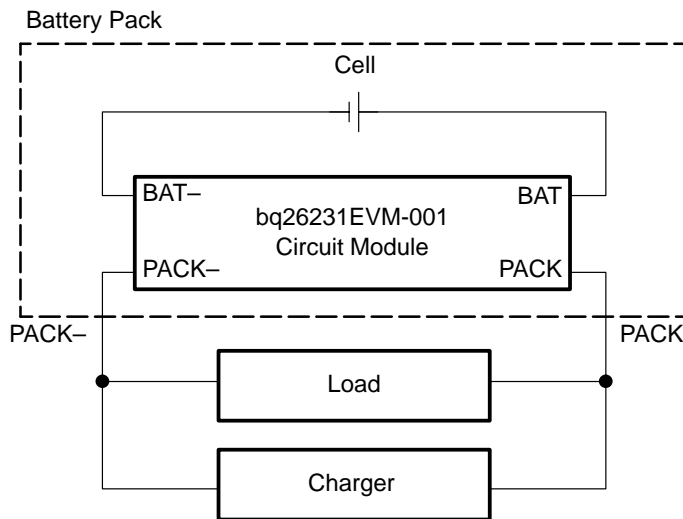 Battery Pack
Cell
BAT–
BAT
bq26231EVM-001
Circuit Module
PACK–
PACK
PACK–
PACK
Load
Charger